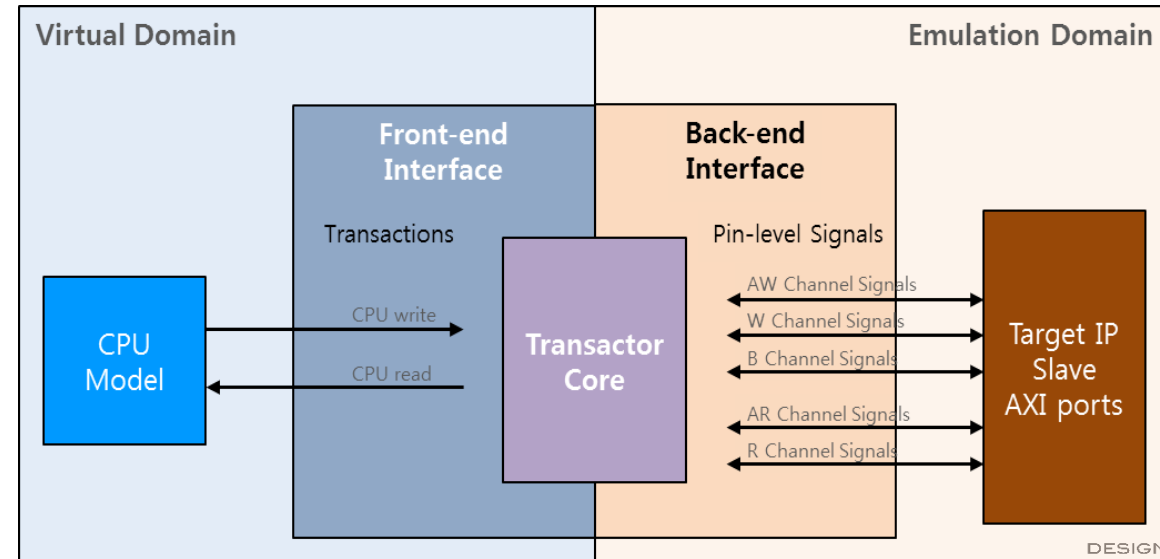 Virtual Domain
Emulation Domain
Front-end
Interface
Back-end
Interface
Transactions
Pin-level Signals
CPU
Model
CPU write
CPU read
Transactor
Core
AW Channel Signals
W Channel Signals
B Channel Signals
AR Channel Signals
R Channel Signals
Target IP
Slave
AXI ports
DESIGN